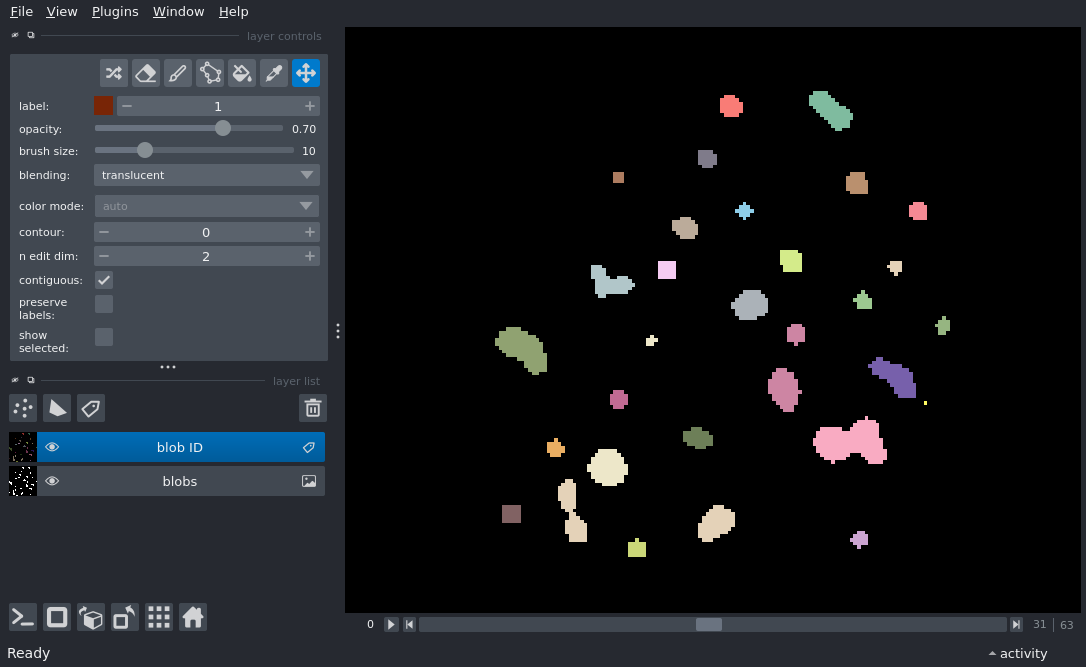 File View Plugins Window Help
layer controls
label: 1
opacity: 0.70
brush size: 10
blending: translucent
color mode: auto
contour: 0
n edit dim: 2
contiguous:
preserve
labels:
show
selected:
layer list
blob ID
blobs
0 31 | 63
Ready activity